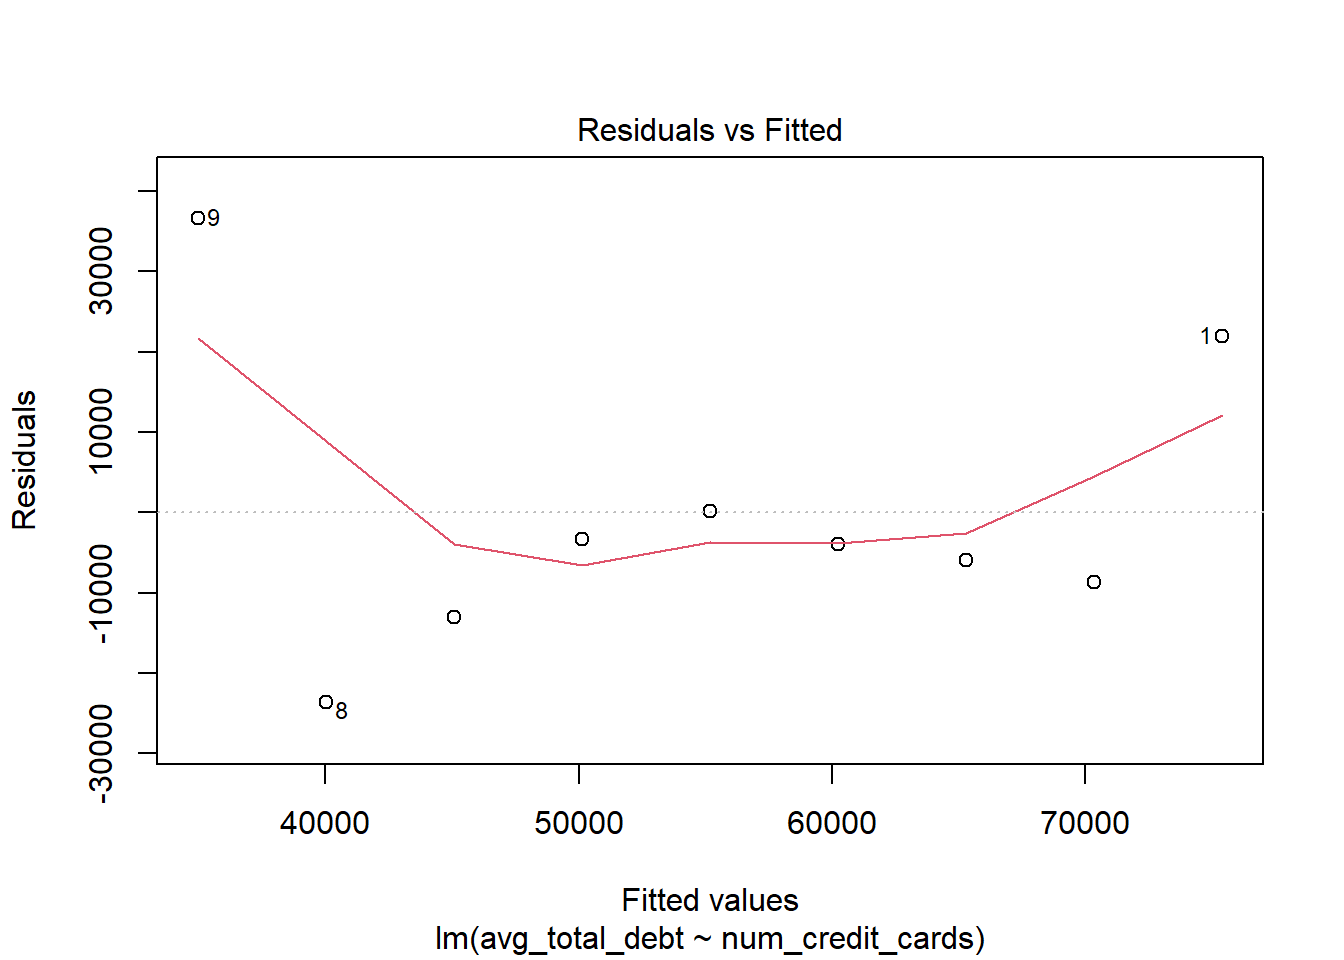 Residuals vs Fitted
Residuals
30000
10000
-10000
-30000
9
1
8
40000 50000 60000 70000
Fitted values
lm(avg_total_debt ~ num_credit_cards)